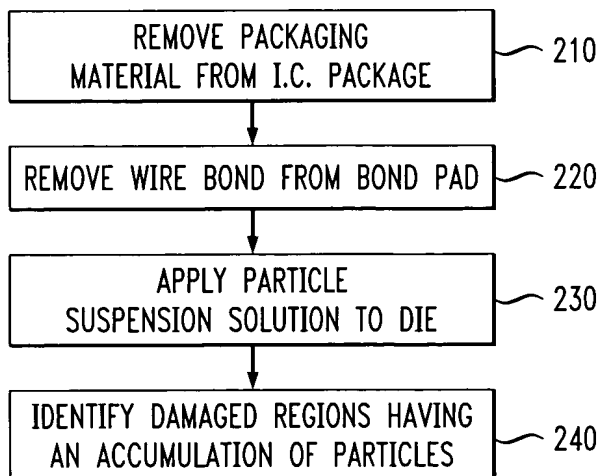 REMOVE PACKAGING
MATERIAL FROM I.C. PACKAGE
210
REMOVE WIRE BOND FROM BOND PAD
220
APPLY PARTICLE
SUSPENSION SOLUTION TO DIE
230
IDENTIFY DAMAGED REGIONS HAVING
AN ACCUMULATION OF PARTICLES
240